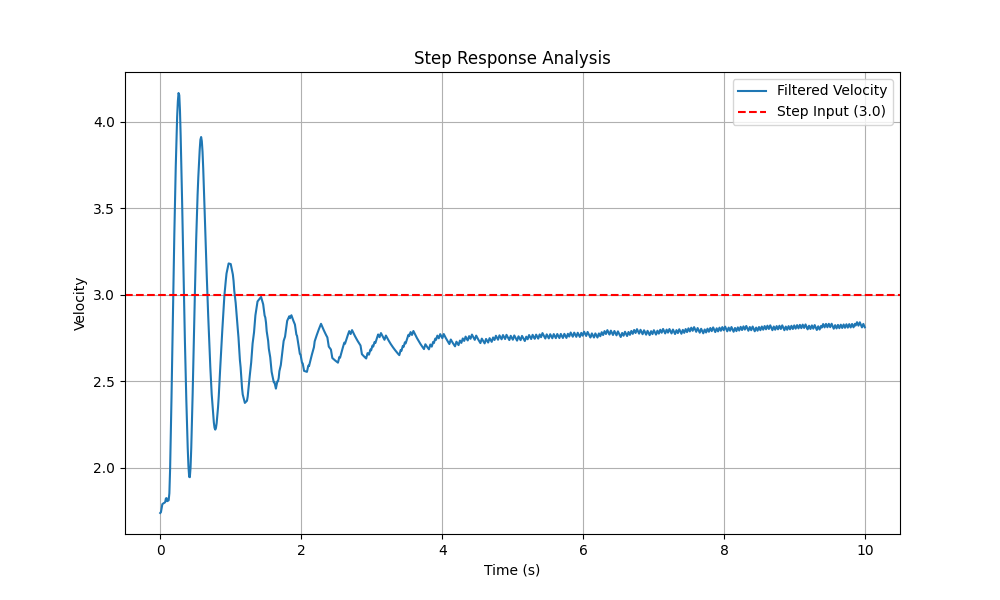 Step Response Analysis
Filtered Velocity
Step Input (3.0)
Velocity
4.0
3.5
3.0
2.5
2.0
0 2 4 6 8 10
Time (s)